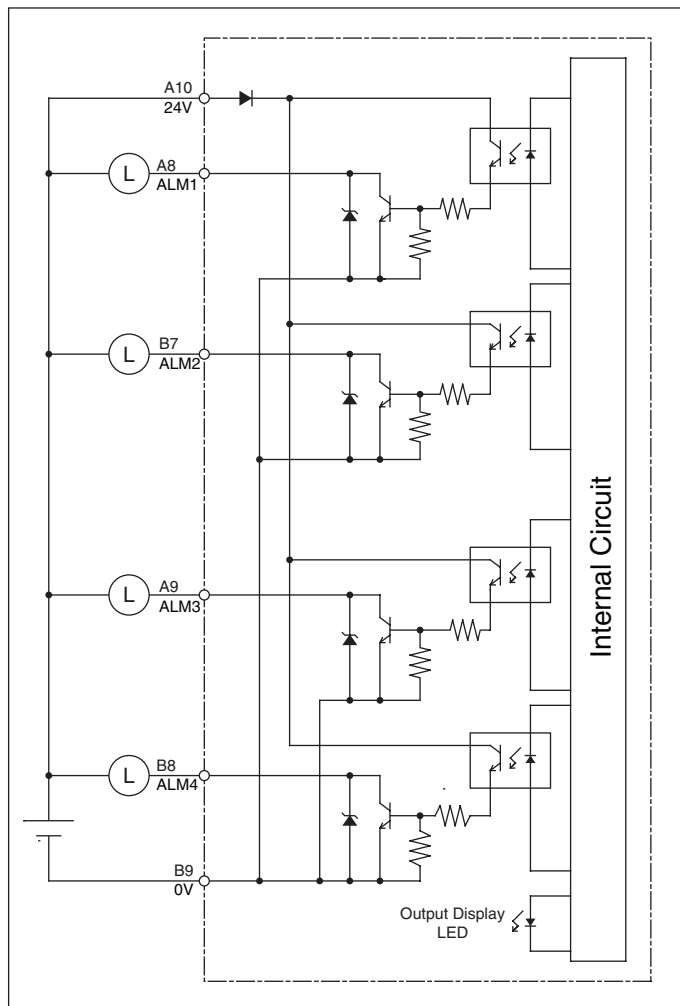 A10
24V
L
A8
ALM1
L
B7
ALM2
L
A9
ALM3
L
B8
ALM4
B9
0V
Internal Circuit
Output Display
LED